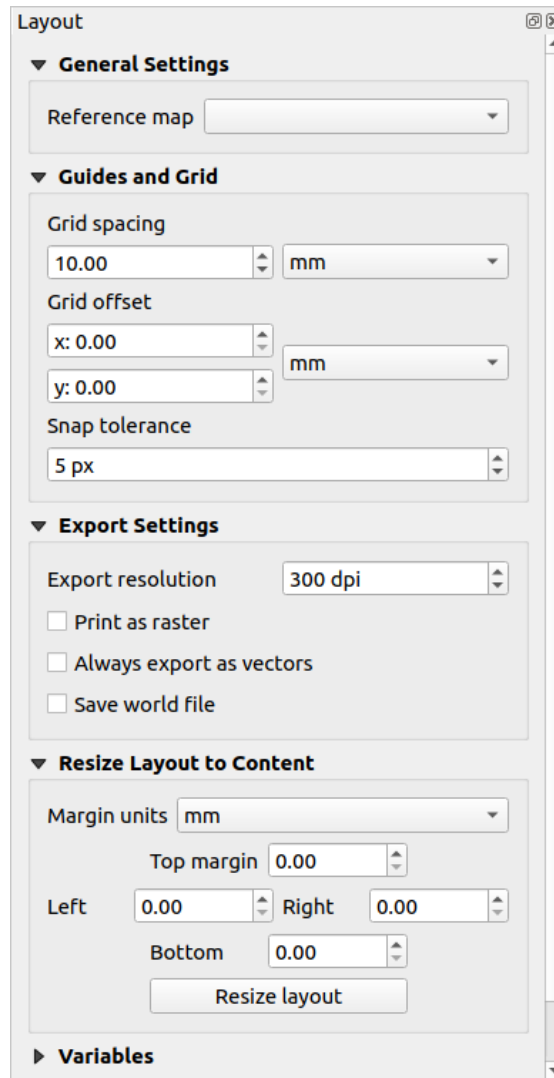 Layout
General Settings
Reference map
Guides and Grid
Grid spacing
10.00 mm
Grid offset
x: 0.00
mm
y: 0.00
Snap tolerance
5 px
Export Settings
Export resolution 300 dpi
Print as raster
Always export as vectors
Save world file
Resize Layout to Content
Margin units mm
Top margin 0.00
Left 0.00 Right 0.00
Bottom 0.00
Resize layout
Variables